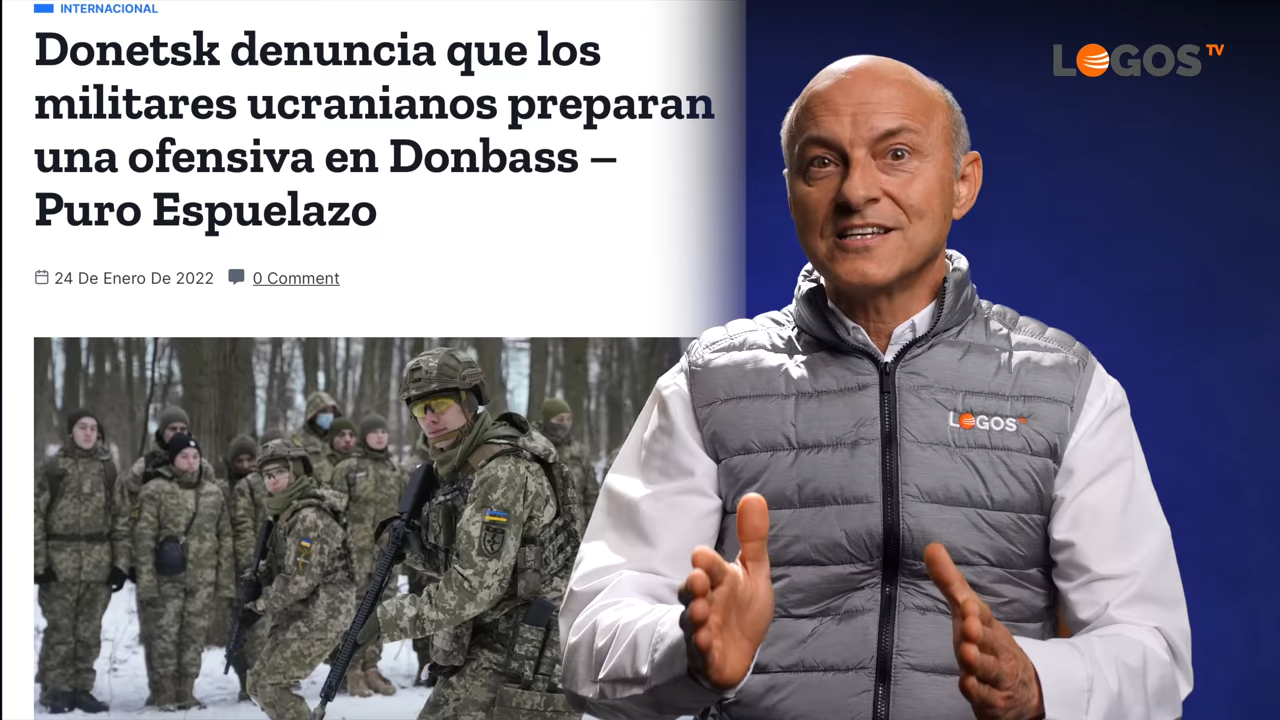 INTERNACIONAL
Donetsk denuncia que los
militares ucranianos preparan
una ofensiva en Donbass –
Puro Espuelazo
24 De Enero De 2022 0 Comment
LOGOS TV
LOGOS